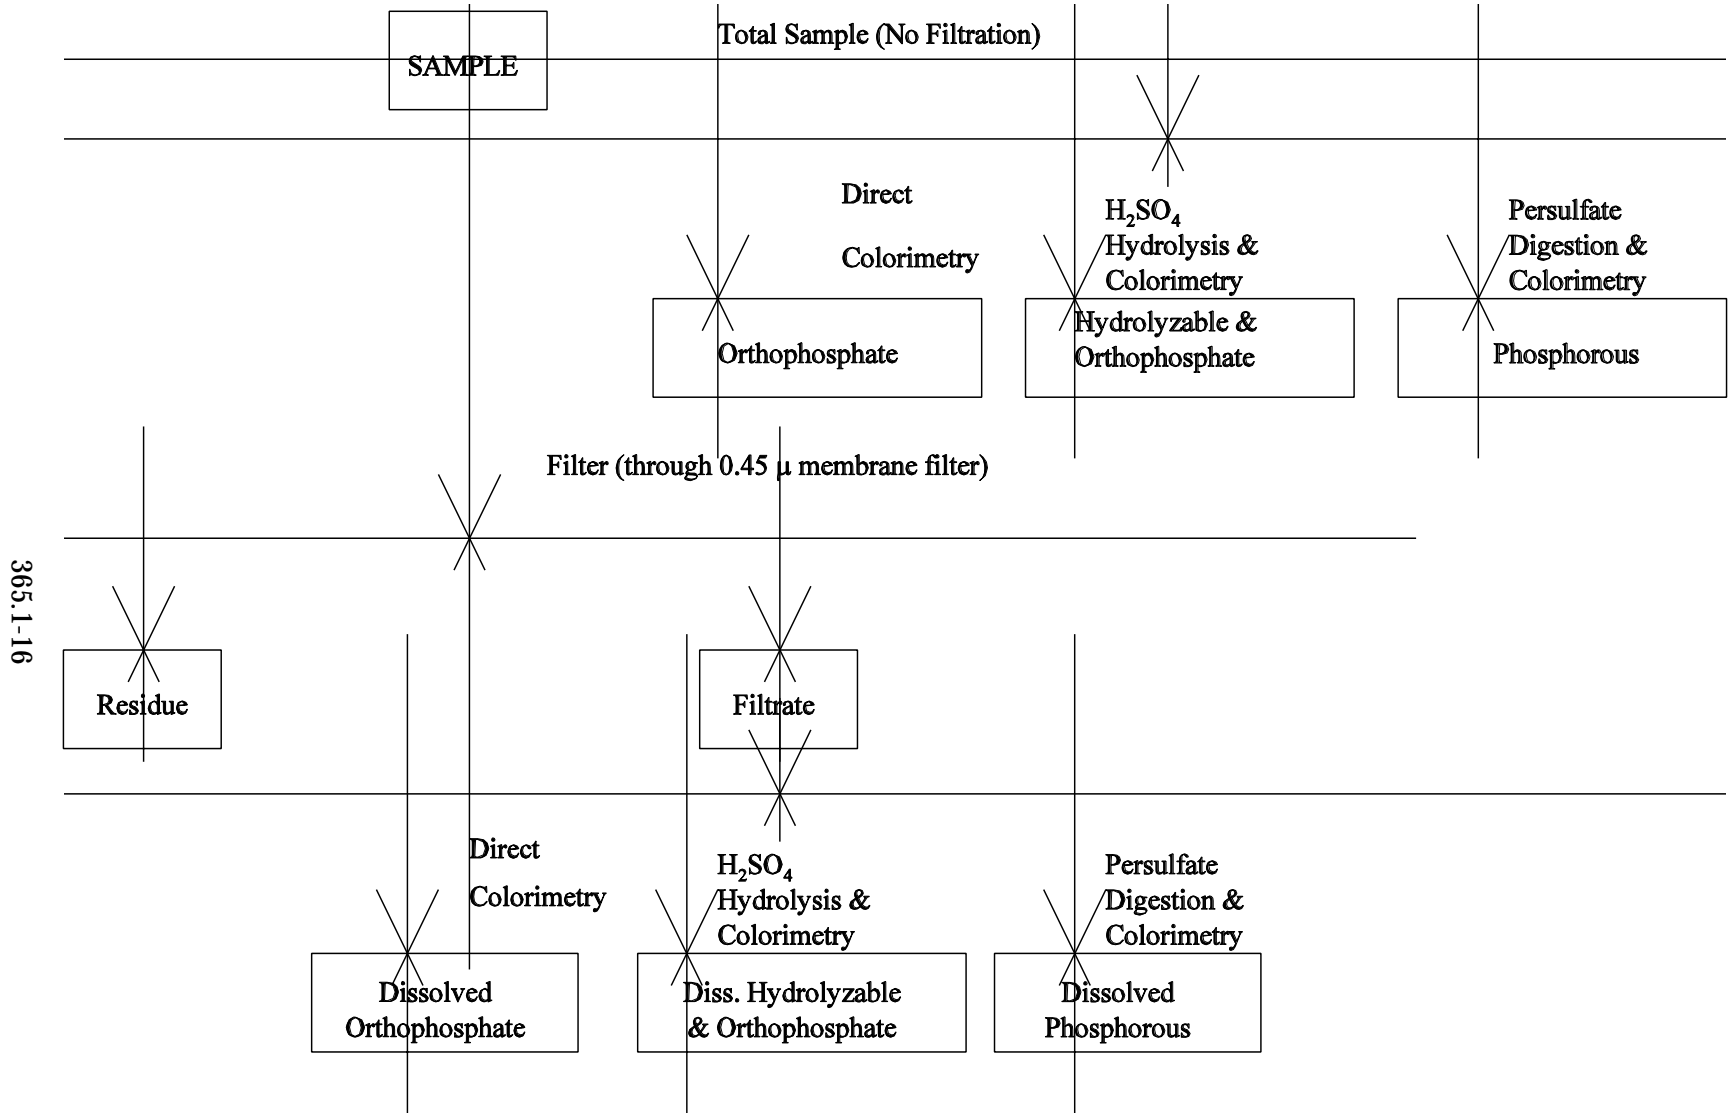 Total Sample (No Filtration)
SAMPLE
Direct
Colorimetry
H₂SO₄
Hydrolysis &
Colorimetry
Persulfate
Digestion &
Colorimetry
Orthophosphate
Hydrolyzable &
Orthophosphate
Phosphorous
Filter (through 0.45 μ membrane filter)
365.1-16
Residue
Filtrate
Direct
Colorimetry
H₂SO₄
Hydrolysis &
Colorimetry
Persulfate
Digestion &
Colorimetry
Dissolved
Orthophosphate
Diss. Hydrolyzable
& Orthophosphate
Dissolved
Phosphorous